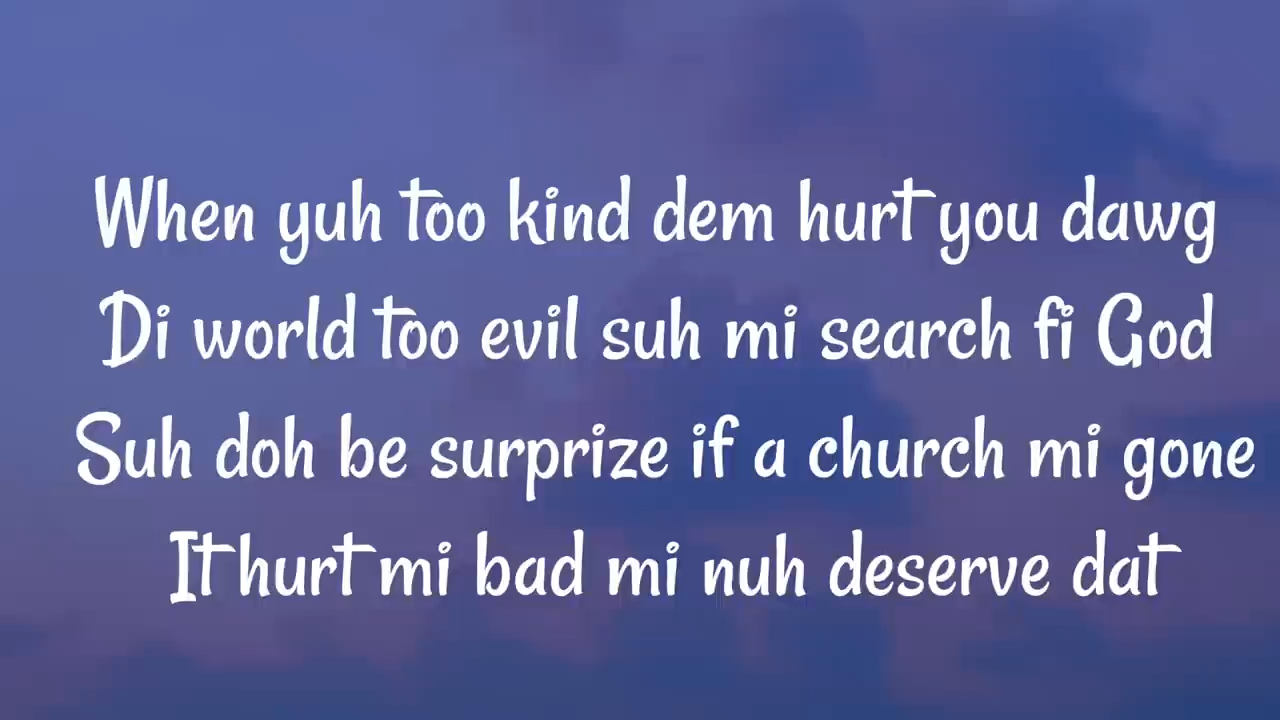 When yuh too kind dem hurt you dawg
Di world too evil suh mi search fi God
Suh doh be surprize if a church mi gone
It hurt mi bad mi nuh deserve dat